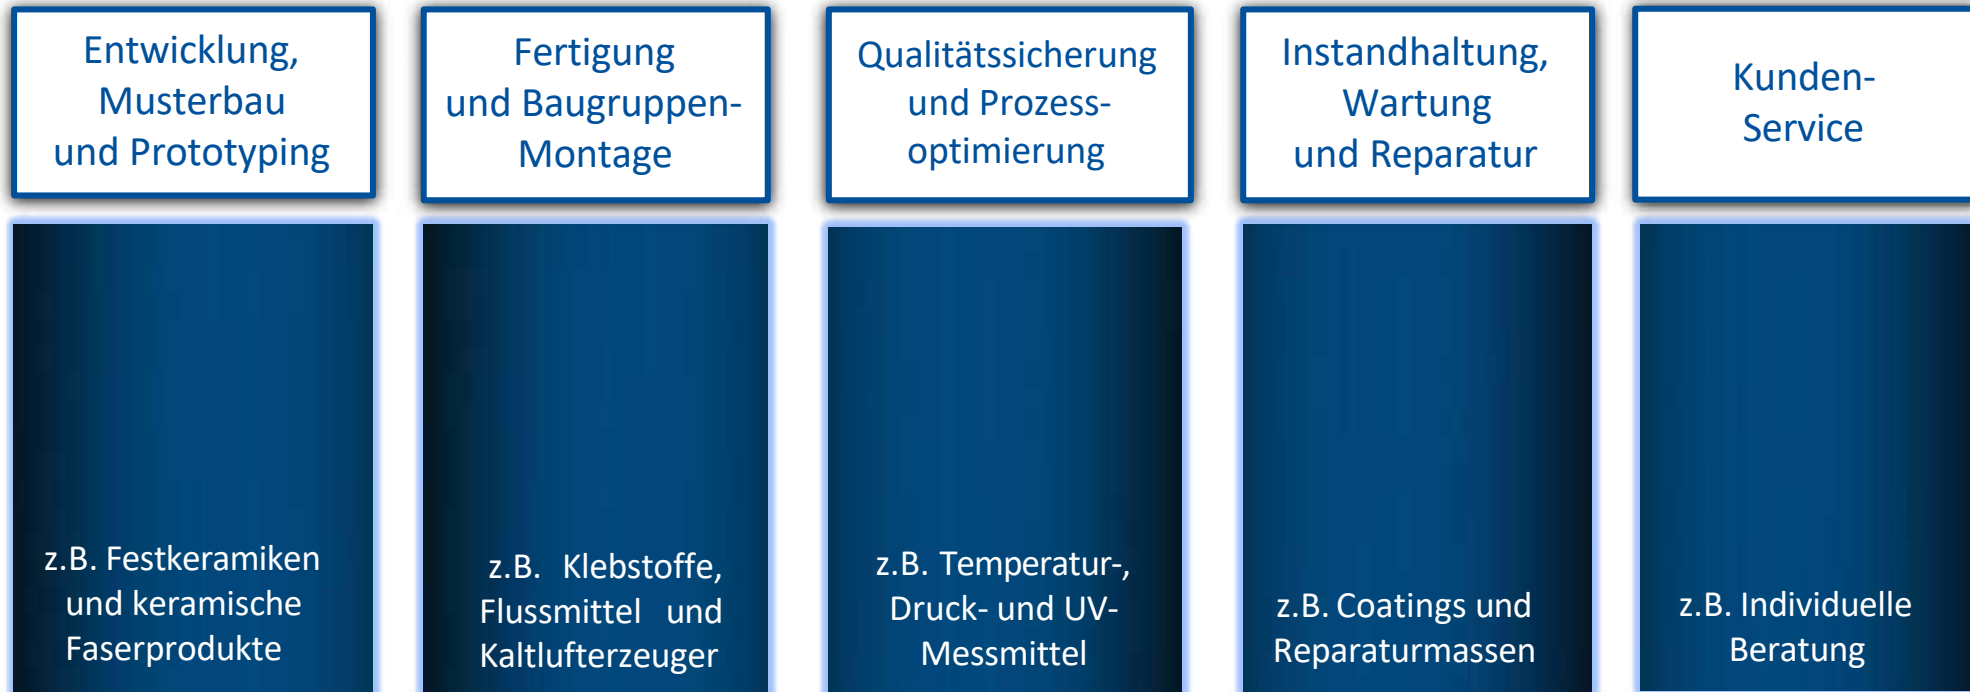 Entwicklung,
Musterbau
und Prototyping
Fertigung
und Baugruppen-
Montage
Qualitätssicherung
und Prozess-
optimierung
Instandhaltung,
Wartung
und Reparatur
Kunden-
Service
z.B. Festkeramiken
und keramische
Faserprodukte
z.B. Klebstoffe,
Flussmittel und
Kaltlufterzeuger
z.B. Temperatur-,
Druck- und UV-
Messmittel
z.B. Coatings und
Reparaturmassen
z.B. Individuelle
Beratung